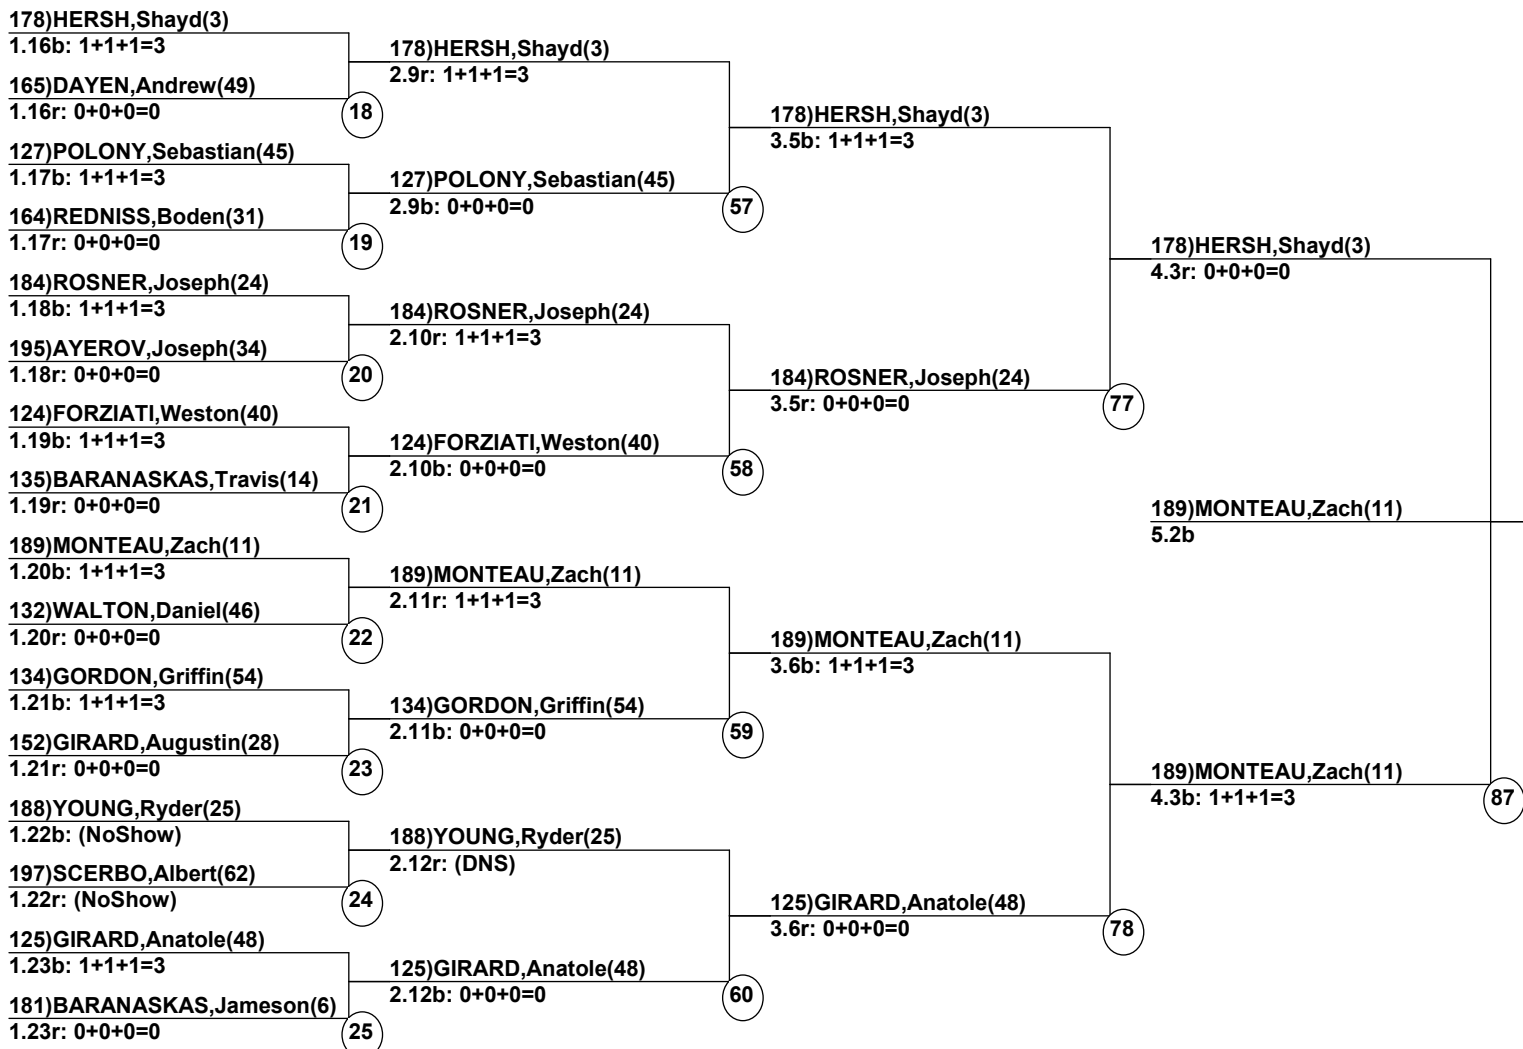 178)HERSH,Shayd(3)
1.16b: 1+1+1=3
165)DAYEN,Andrew(49)
1.16r: 0+0+0=0
18
127)POLONY,Sebastian(45)
1.17b: 1+1+1=3
164)REDNISS,Boden(31)
1.17r: 0+0+0=0
19
184)ROSNER,Joseph(24)
1.18b: 1+1+1=3
195)AYEROV,Joseph(34)
1.18r: 0+0+0=0
20
124)FORZIATI,Weston(40)
1.19b: 1+1+1=3
135)BARANASKAS,Travis(14)
1.19r: 0+0+0=0
21
189)MONTEAU,Zach(11)
1.20b: 1+1+1=3
132)WALTON,Daniel(46)
1.20r: 0+0+0=0
22
134)GORDON,Griffin(54)
1.21b: 1+1+1=3
152)GIRARD,Augustin(28)
1.21r: 0+0+0=0
23
188)YOUNG,Ryder(25)
1.22b: (NoShow)
197)SCERBO,Albert(62)
1.22r: (NoShow)
24
125)GIRARD,Anatole(48)
1.23b: 1+1+1=3
181)BARANASKAS,Jameson(6)
1.23r: 0+0+0=0
25
178)HERSH,Shayd(3)
2.9r: 1+1+1=3
127)POLONY,Sebastian(45)
2.9b: 0+0+0=0
57
184)ROSNER,Joseph(24)
2.10r: 1+1+1=3
124)FORZIATI,Weston(40)
2.10b: 0+0+0=0
58
189)MONTEAU,Zach(11)
2.11r: 1+1+1=3
134)GORDON,Griffin(54)
2.11b: 0+0+0=0
59
188)YOUNG,Ryder(25)
2.12r: (DNS)
125)GIRARD,Anatole(48)
2.12b: 0+0+0=0
60
178)HERSH,Shayd(3)
3.5b: 1+1+1=3
184)ROSNER,Joseph(24)
3.5r: 0+0+0=0
77
189)MONTEAU,Zach(11)
3.6b: 1+1+1=3
125)GIRARD,Anatole(48)
3.6r: 0+0+0=0
78
178)HERSH,Shayd(3)
4.3r: 0+0+0=0
189)MONTEAU,Zach(11)
4.3b: 1+1+1=3
87
189)MONTEAU,Zach(11)
5.2b